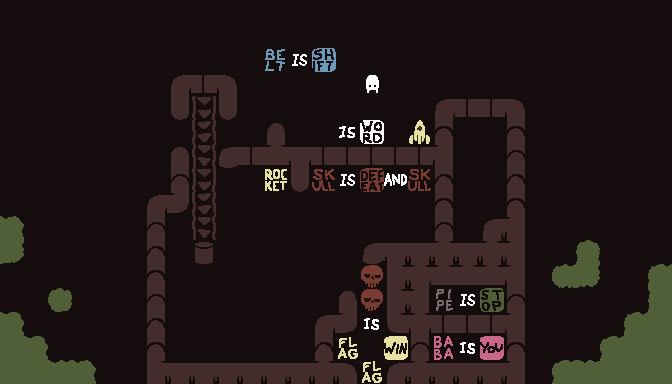 BELT IS SHIFT
IS WORD
ROCKET SKULL IS DEFEAT AND SKULL
PIPE IS STOP
IS
FLAG WIN BABA IS YOU
FLAG